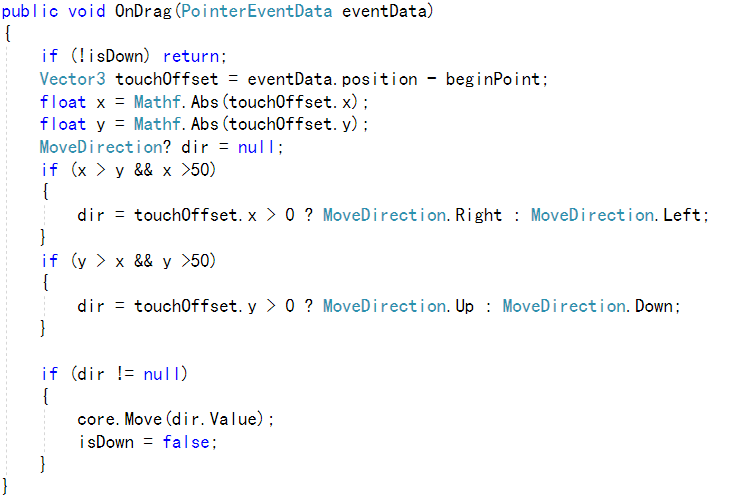 public void OnDrag(PointerEventData eventData)
{
if (!isDown) return;
Vector3 touchOffset = eventData.position - beginPoint;
float x = Mathf.Abs(touchOffset.x);
float y = Mathf.Abs(touchOffset.y);
MoveDirection? dir = null;
if (x > y && x >50)
{
dir = touchOffset.x > 0 ? MoveDirection.Right : MoveDirection.Left;
}
if (y > x && y >50)
{
dir = touchOffset.y > 0 ? MoveDirection.Up : MoveDirection.Down;
}
if (dir != null)
{
core.Move(dir.Value);
isDown = false;
}
}